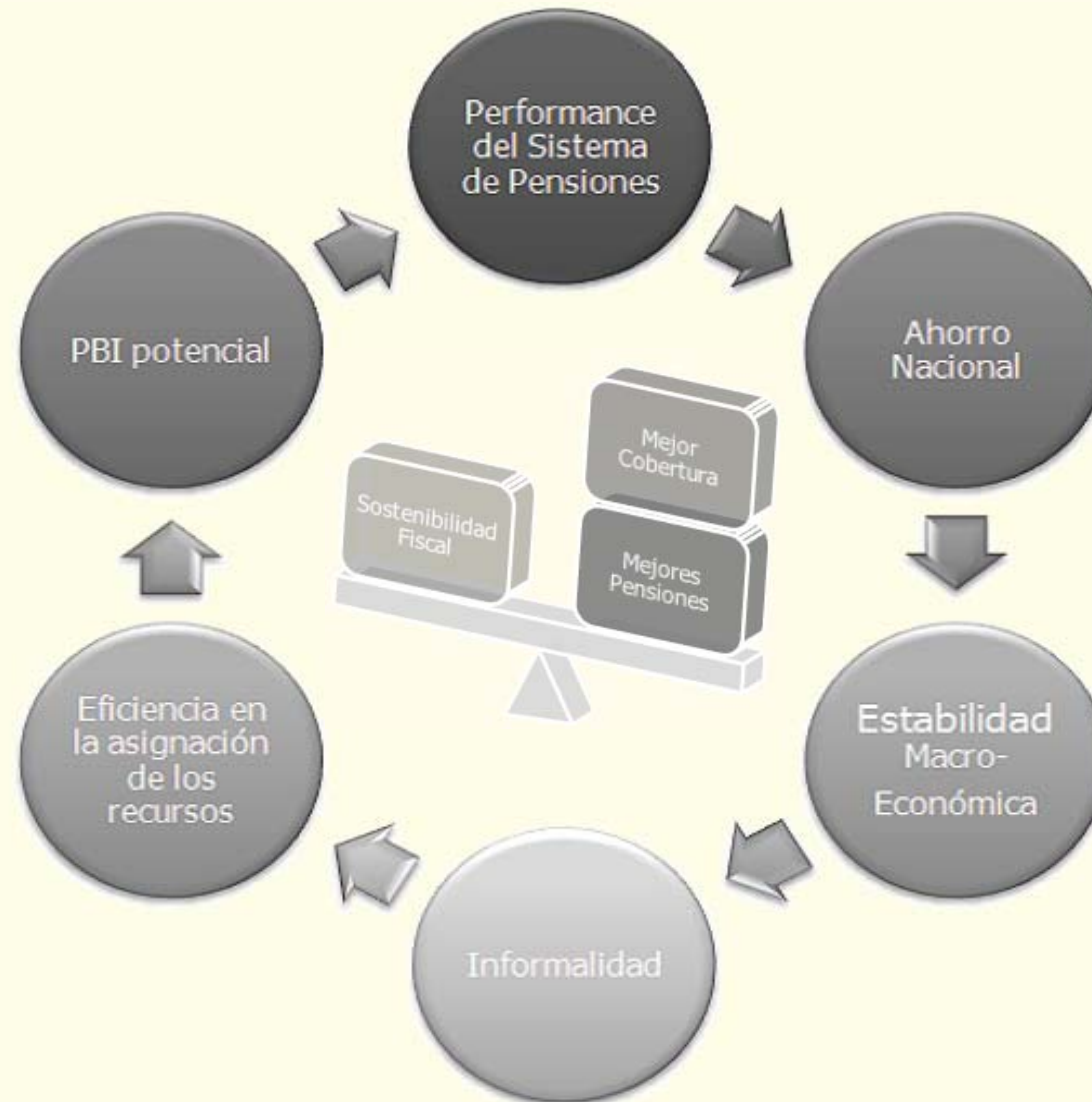 Performance
del Sistema
de Pensiones
Ahorro
Nacional
Estabilidad
Macro-
Económica
Informalidad
Eficiencia en
la asignación
de los
recursos
PBI potencial
Sostenibilidad
Fiscal
Mejor
Cobertura
Mejores
Pensiones